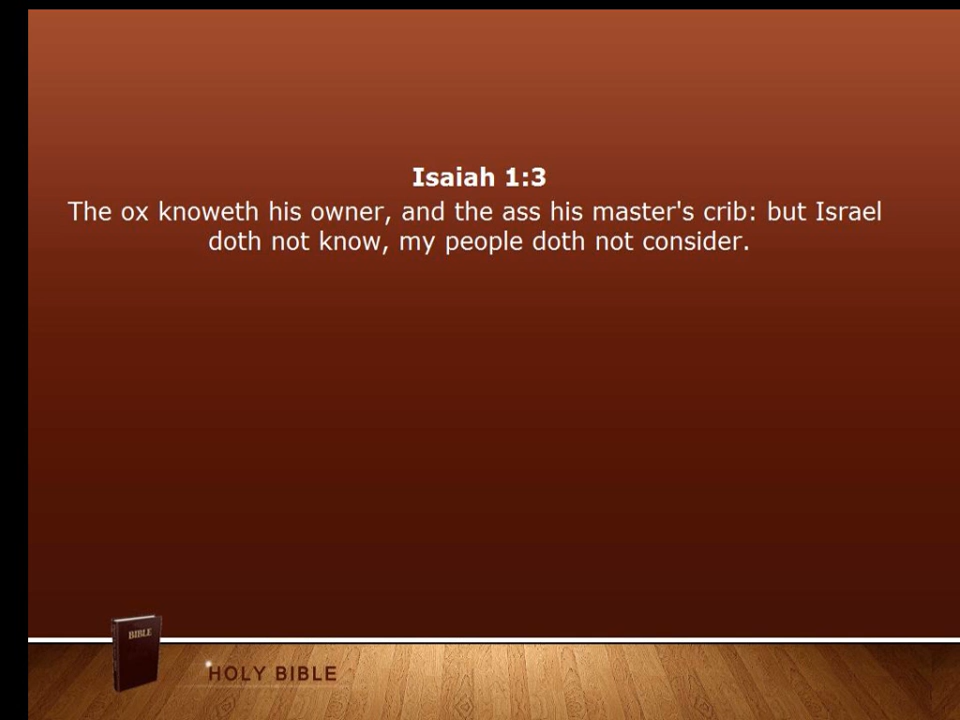 Isaiah 1:3
The ox knoweth his owner, and the ass his master's crib: but Israel
doth not know, my people doth not consider.
BIBLE
HOLY BIBLE